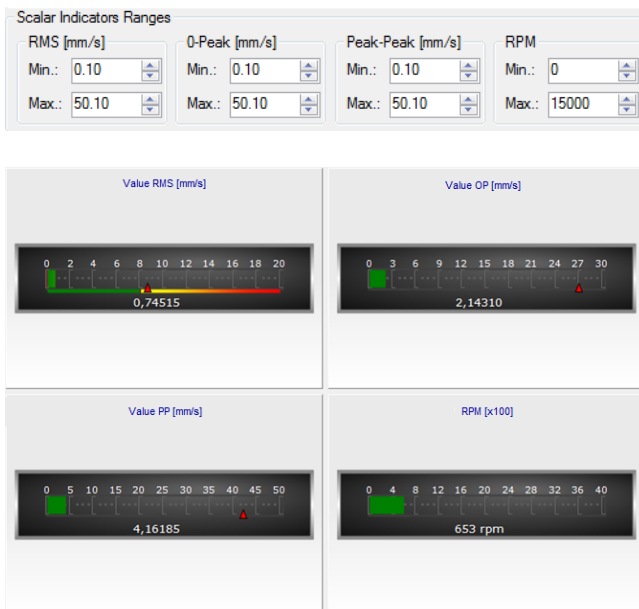 Scalar Indicators Ranges
RMS [mm/s] 0-Peak [mm/s] Peak-Peak [mm/s] RPM
Min.: 0.10 Min.: 0.10 Min.: 0.10 Min.: 0
Max.: 50.10 Max.: 50.10 Max.: 50.10 Max.: 15000
Value RMS [mm/s]
0 2 4 6 8 10 12 14 16 18 20
0,74515
Value OP [mm/s]
0 3 6 9 12 15 18 21 24 27 30
2,14310
Value PP [mm/s]
0 5 10 15 20 25 30 35 40 45 50
4,16185
RPM [x100]
0 4 8 12 16 20 24 28 32 36 40
653 rpm